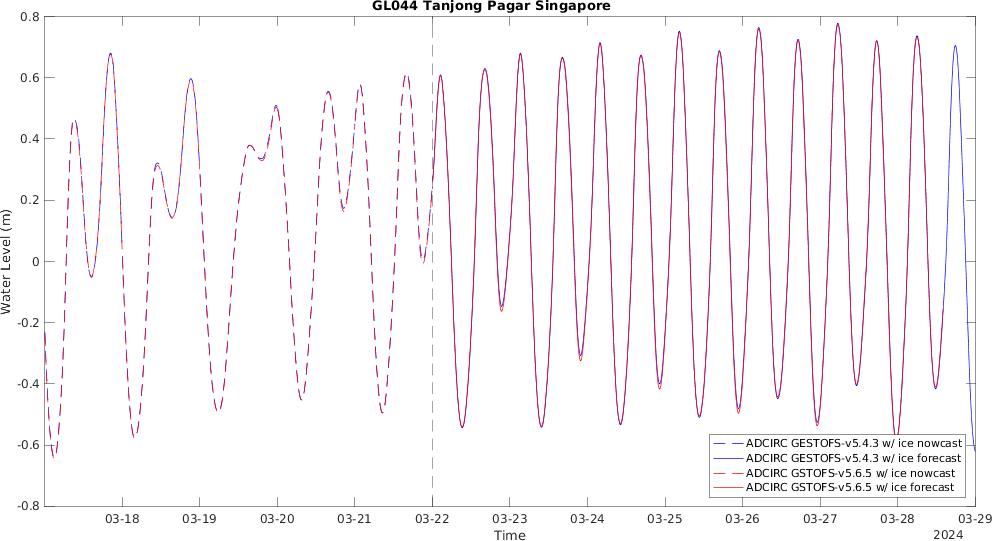 GL044 Tanjong Pagar Singapore
0.8
0.6
0.4
0.2
0
-0.2
-0.4
-0.6
-0.8
Water Level (m)
ADCIRC GESTOFS-v5.4.3 w/ ice nowcast
ADCIRC GESTOFS-v5.4.3 w/ ice forecast
ADCIRC GSTOFS-v5.6.5 w/ ice nowcast
ADCIRC GSTOFS-v5.6.5 w/ ice forecast
03-18 03-19 03-20 03-21 03-22 03-23 03-24 03-25 03-26 03-27 03-28 03-29
Time
2024